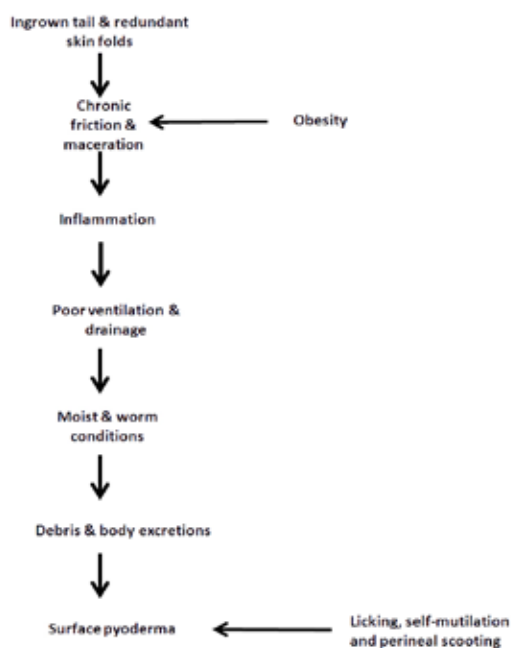 Ingrown tail & redundant
skin folds
Chronic
friction &
maceration
Obesity
Inflammation
Poor ventilation &
drainage
Moist & worm
conditions
Debris & body excretions
Surface pyoderma
Licking, self-mutilation
and perineal scooting